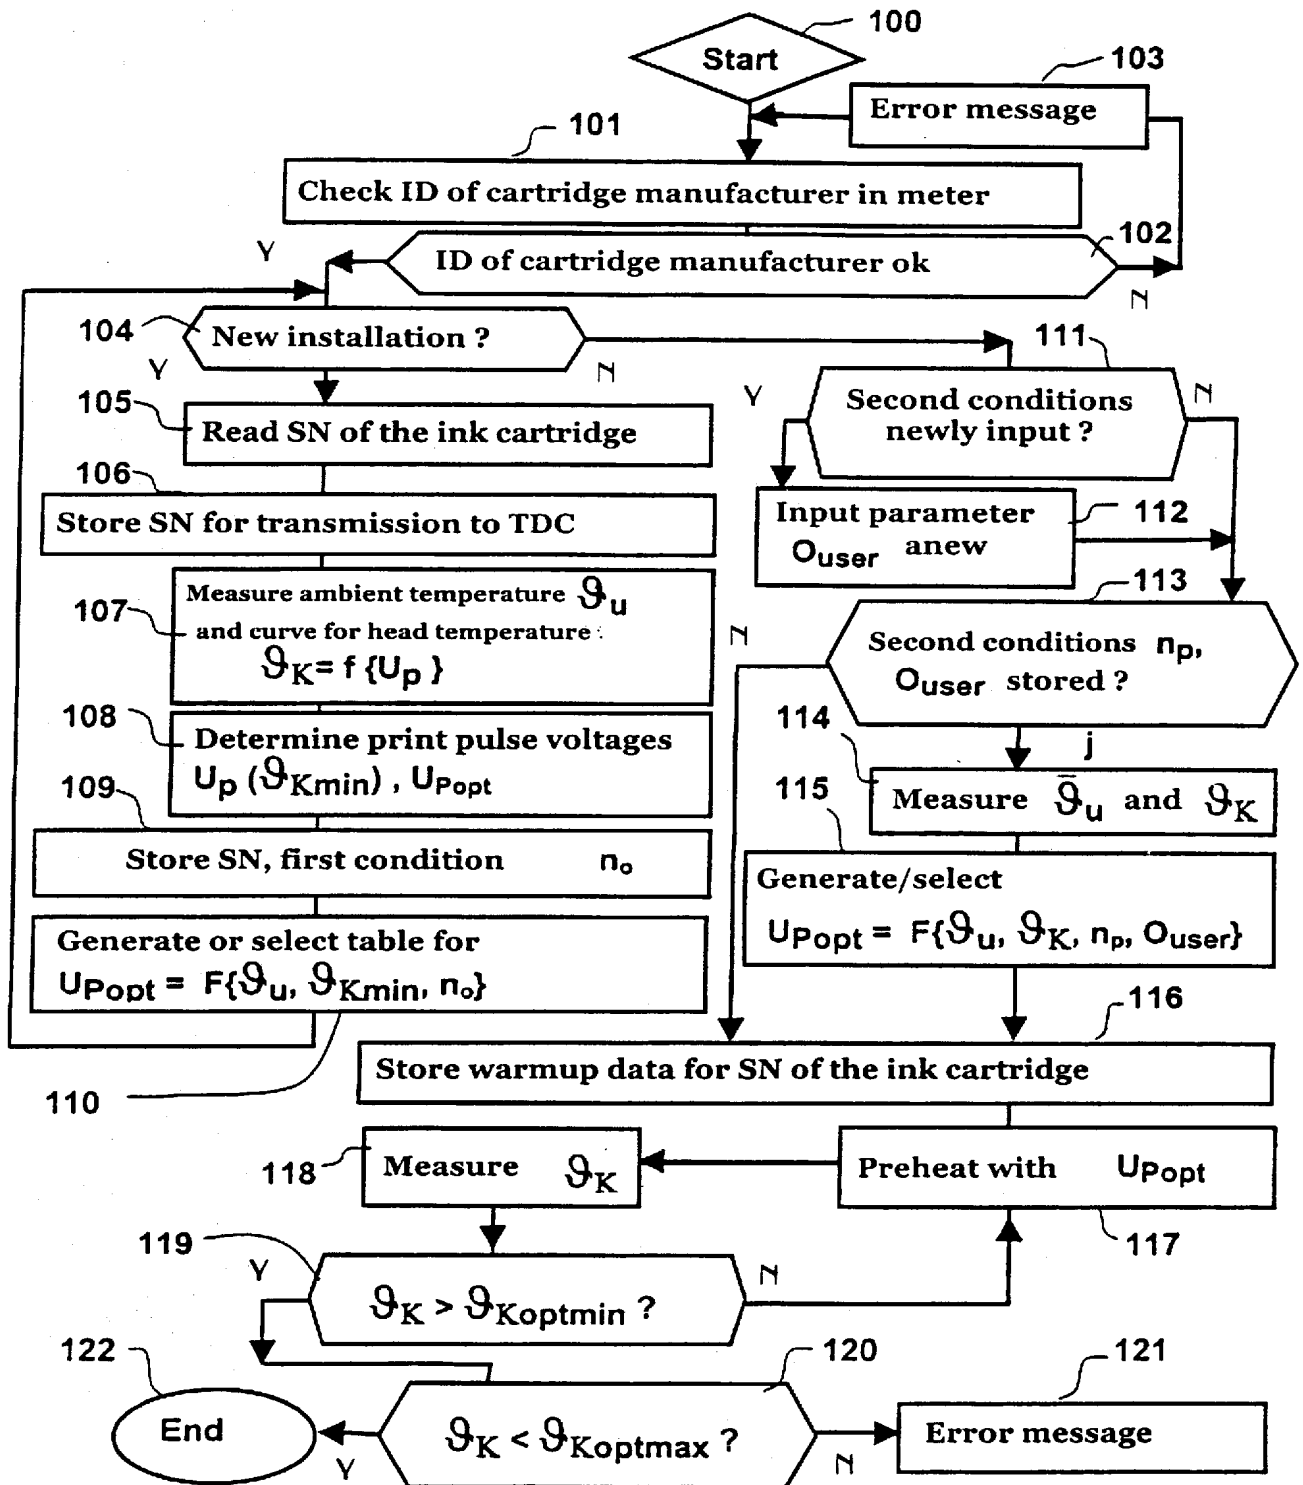 100
Start
103
Error message
101
Check ID of cartridge manufacturer in meter
102
Y
ID of cartridge manufacturer ok
N
104
New installation ?
111
Y
N
Y
Second conditions
newly input ?
N
105
Read SN of the ink cartridge
106
Store SN for transmission to TDC
Input parameter
Ouser anew
112
113
Measure ambient temperature ϑu
107
and curve for head temperature :
ϑK = f {Up }
N
Second conditions np,
Ouser stored ?
108
Determine print pulse voltages
Up (ϑKmin) , UPopt
114
j
Measure ϑ̄u and ϑK
109
115
Store SN, first condition no
Generate/select
UPopt = F{ϑu, ϑK, np, Ouser}
Generate or select table for
UPopt = F{ϑu, ϑKmin, no}
116
Store warmup data for SN of the ink cartridge
110
118
Measure ϑK
Preheat with UPopt
117
119
Y
N
ϑK > ϑKoptmin ?
122
120
121
End
ϑK < ϑKoptmax ?
Error message
Y
N